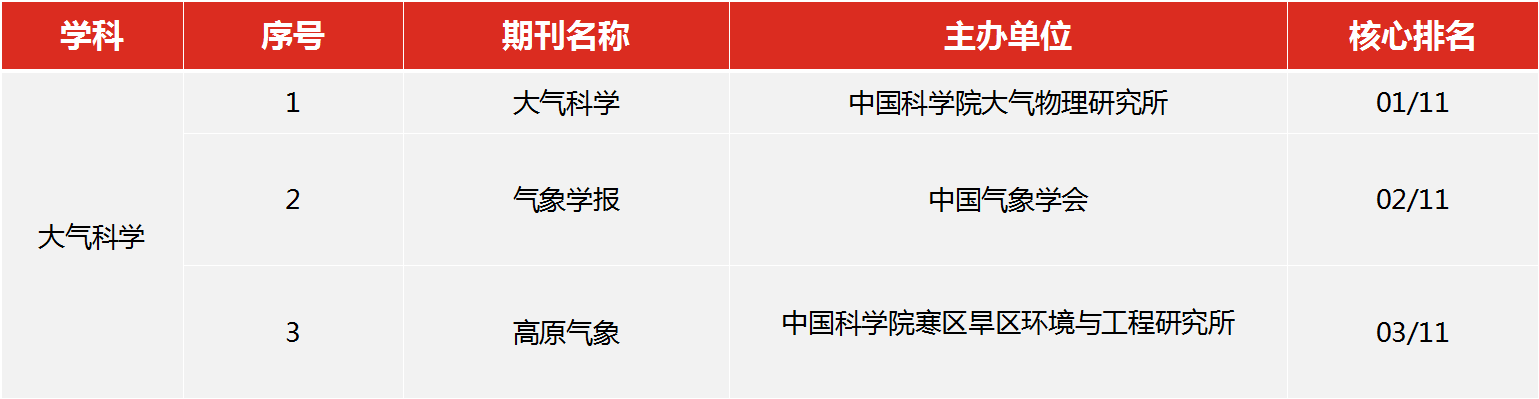 学科 序号 期刊名称 主办单位 核心排名
1 大气科学 中国科学院大气物理研究所 01/11
2 气象学报 中国气象学会 02/11
大气科学
3 高原气象 中国科学院寒区旱区环境与工程研究所 03/11